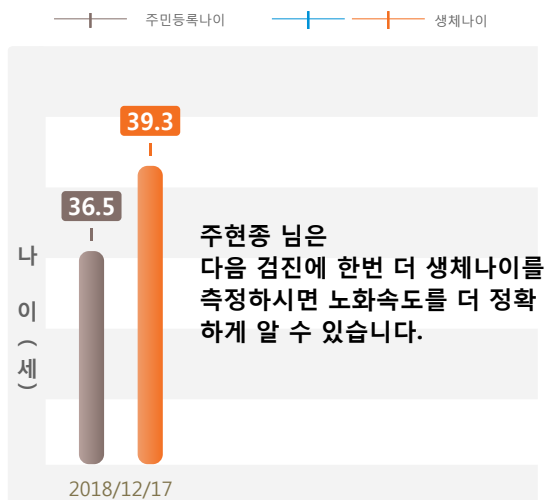 주민등록나이 생체나이
39.3
36.5
나이(세)
주현종 님은
다음 검진에 한번 더 생체나이를
측정하시면 노화속도를 더 정확
하게 알 수 있습니다.
2018/12/17